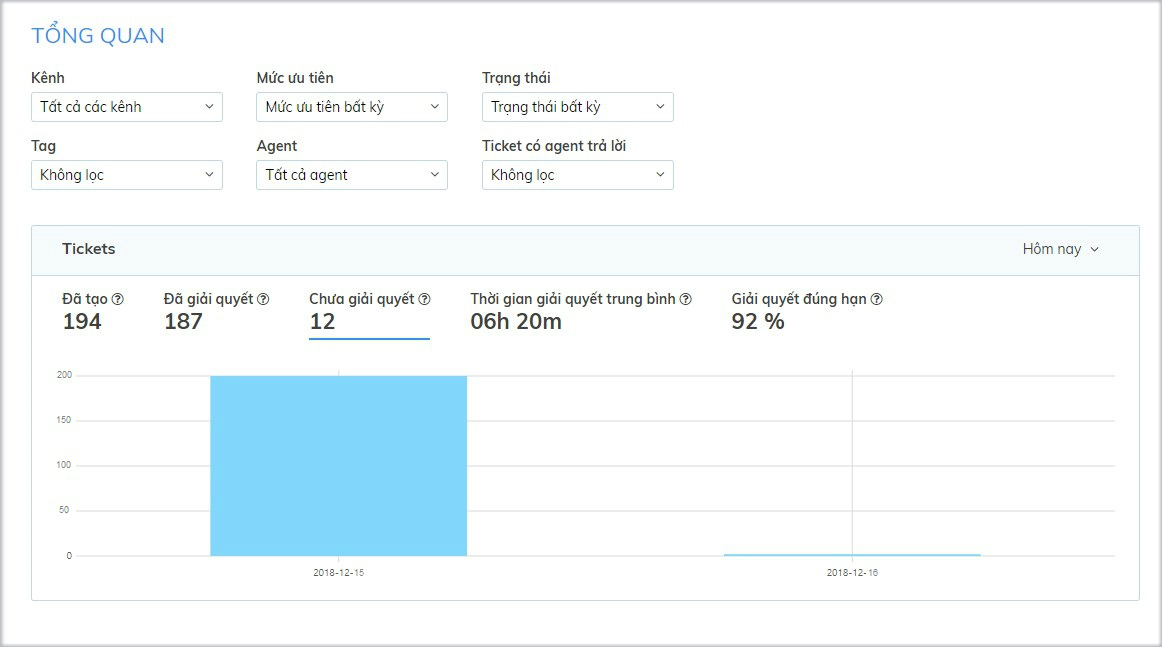 TỔNG QUAN
Kênh Mức ưu tiên Trạng thái
Tất cả các kênh Mức ưu tiên bất kỳ Trạng thái bất kỳ
Tag Agent Ticket có agent trả lời
Không lọc Tất cả agent Không lọc
Tickets Hôm nay
Đã tạo Đã giải quyết Chưa giải quyết Thời gian giải quyết trung bình Giải quyết đúng hạn
194 187 12 06h 20m 92 %
200
150
100
50
0
2018-12-15 2018-12-16